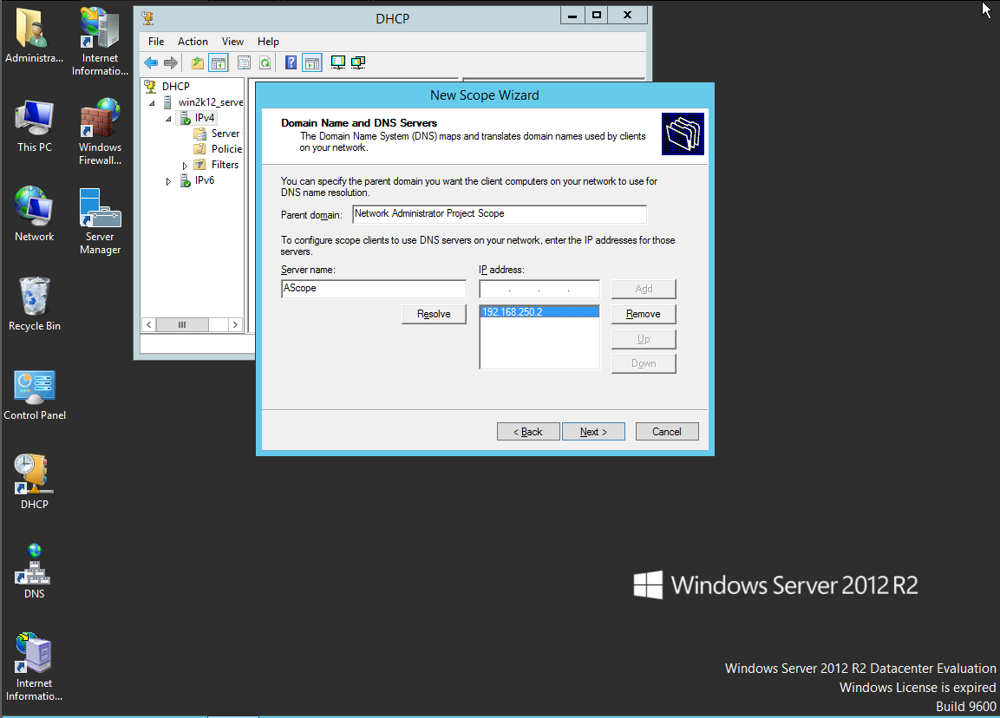 Administra...
Internet
Informatio...
This PC
Windows
Firewall...
Network
Server
Manager
Recycle Bin
Control Panel
DHCP
DNS
Internet
Informatio...
DHCP
File Action View Help
DHCP
win2k12_serve
IPv4
Server
Policie
Filters
IPv6
New Scope Wizard
Domain Name and DNS Servers
The Domain Name System (DNS) maps and translates domain names used by clients
on your network.
You can specify the parent domain you want the client computers on your network to use for
DNS name resolution.
Parent domain: Network Administrator Project Scope
To configure scope clients to use DNS servers on your network, enter the IP addresses for those
servers.
Server name: IP address:
AScope . . . Add
Resolve 192.168.250.2 Remove
Up
Down
< Back Next > Cancel
Windows Server 2012 R2
Windows Server 2012 R2 Datacenter Evaluation
Windows License is expired
Build 9600